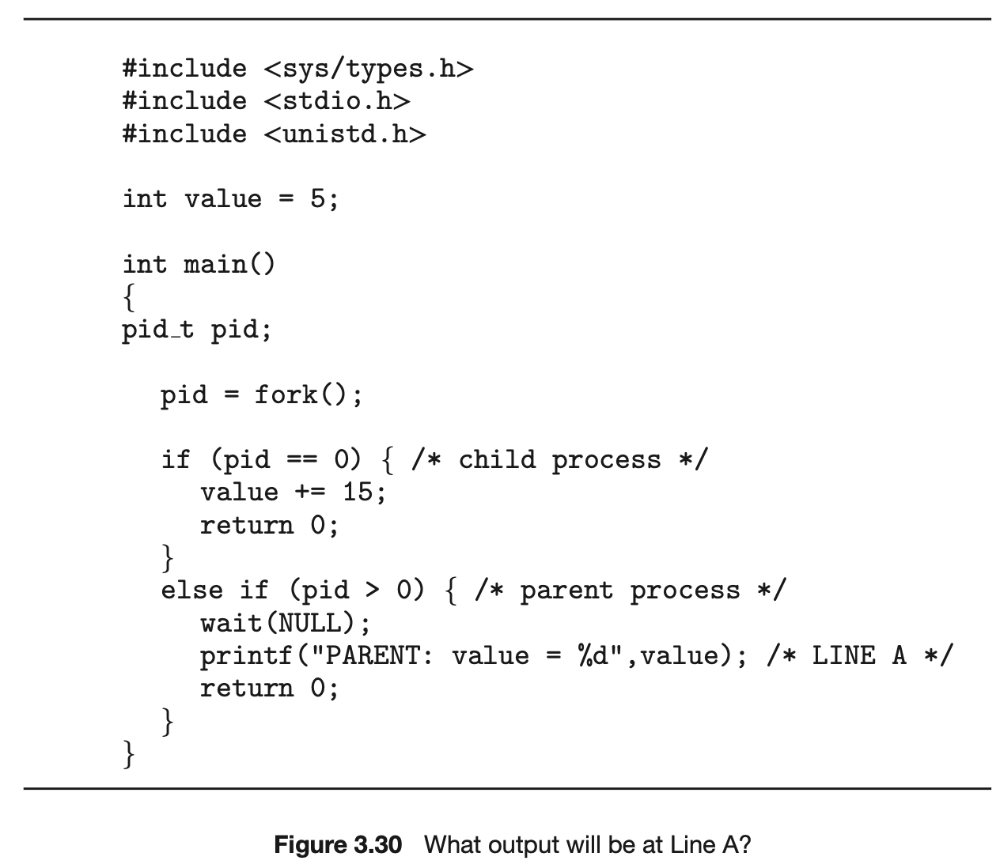 #include <sys/types.h>
#include <stdio.h>
#include <unistd.h>

int value = 5;

int main()
{
pid_t pid;

   pid = fork();

   if (pid == 0) { /* child process */
      value += 15;
      return 0;
   }
   else if (pid > 0) { /* parent process */
      wait(NULL);
      printf("PARENT: value = %d",value); /* LINE A */
      return 0;
   }
}

Figure 3.30 What output will be at Line A?